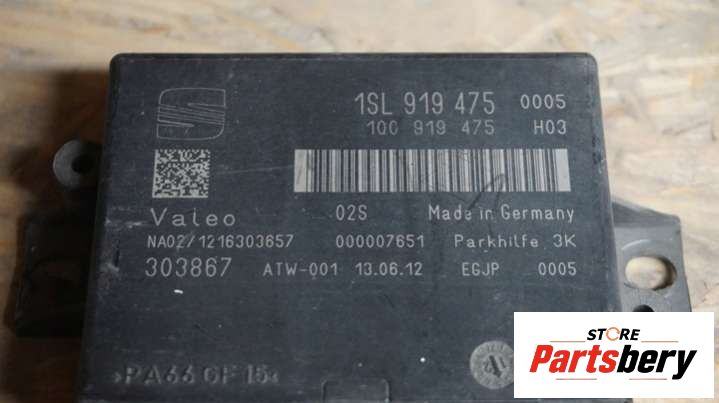 1SL 919 475 0005
1Q0 919 475 H03
Valeo 02S Made in Germany
NA02/1216303657 000007651 Parkhilfe 3K
303867 ATW-001 13.06.12 EGJP 0005
>PA66 GF15<
STORE
Partsbery